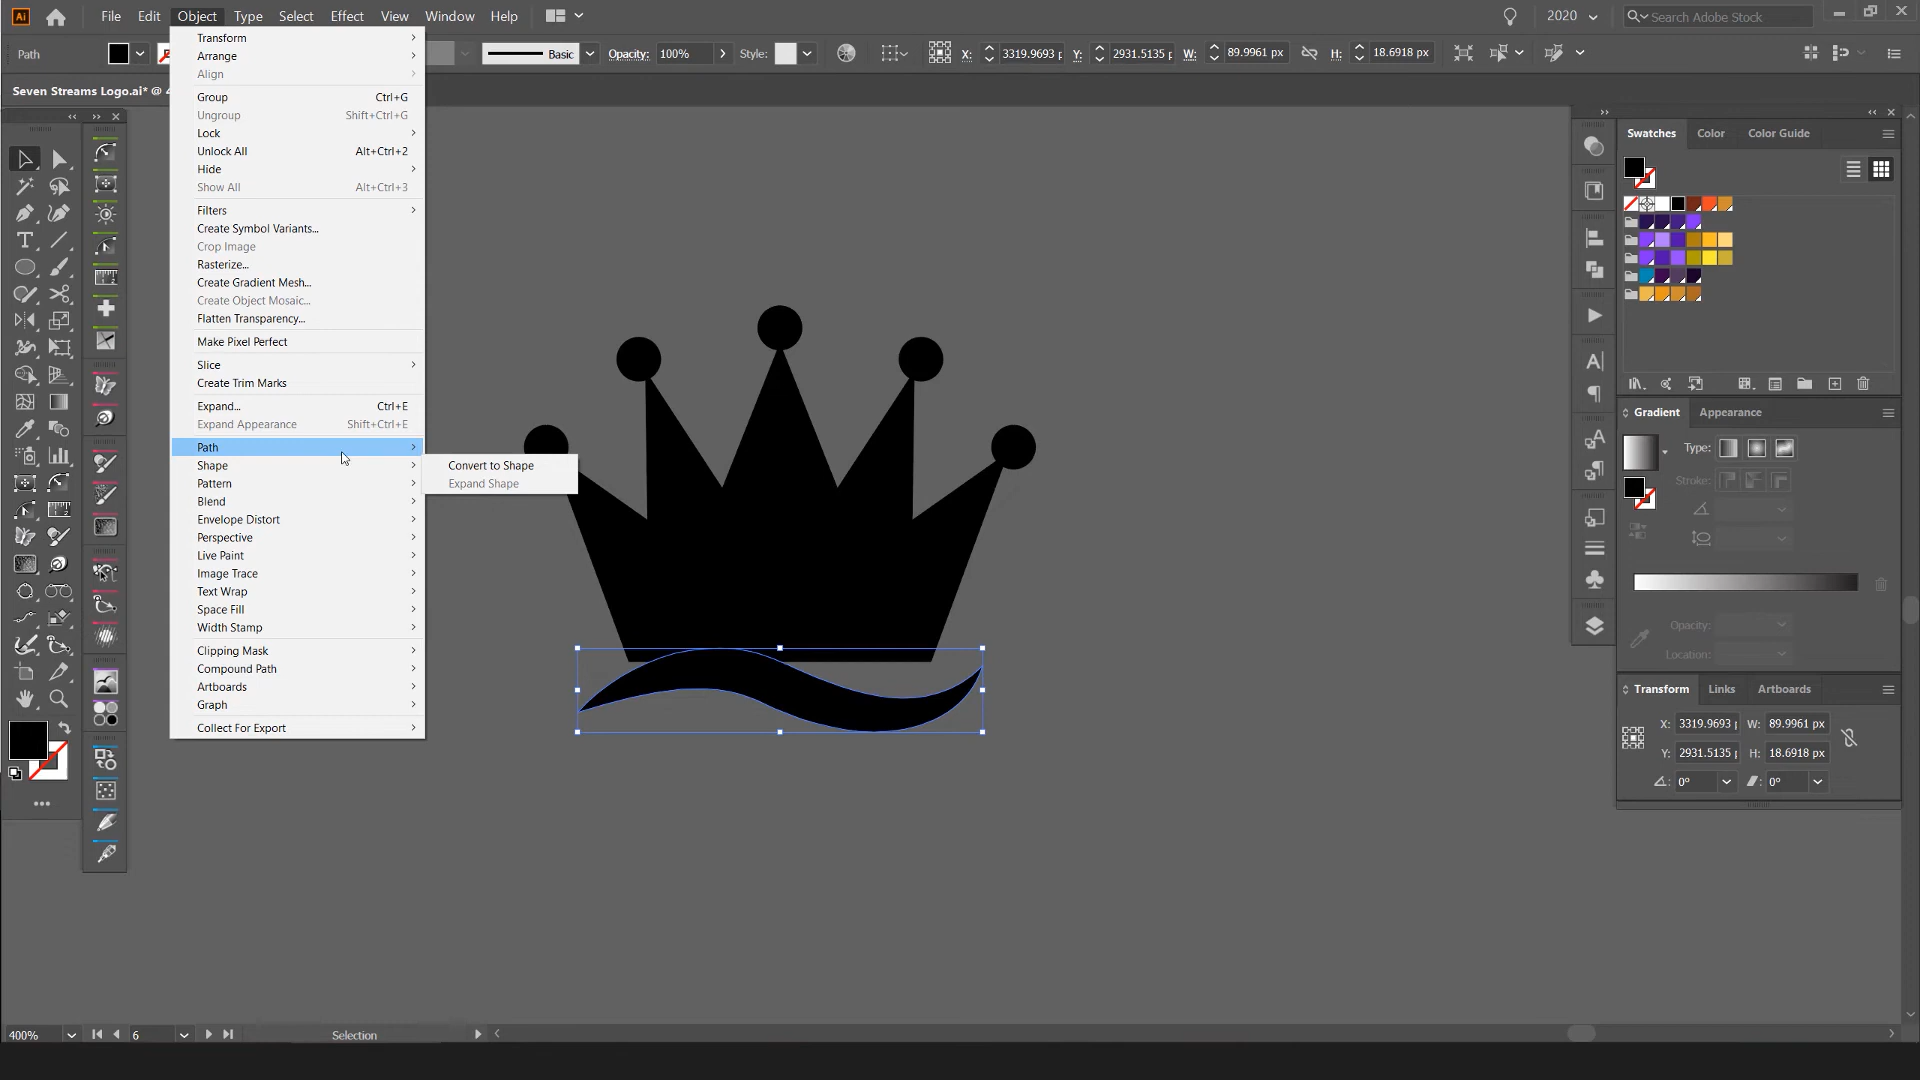 Ai File Edit Object Type Select Effect View Window Help 2020 Search Adobe Stock
Path Basic Opacity: 100% Style: X: 3319.9693 Y: 2931.5135 W: 89.9961 px H: 18.6918 px
Seven Streams Logo.ai* @ 4
Transform
Arrange
Align
Group Ctrl+G
Ungroup Shift+Ctrl+G
Lock
Unlock All Alt+Ctrl+2
Hide
Show All Alt+Ctrl+3
Filters
Create Symbol Variants...
Crop Image
Rasterize...
Create Gradient Mesh...
Create Object Mosaic...
Flatten Transparency...
Make Pixel Perfect
Slice
Create Trim Marks
Expand... Ctrl+E
Expand Appearance Shift+Ctrl+E
Path
Shape
Pattern
Blend
Envelope Distort
Perspective
Live Paint
Image Trace
Text Wrap
Space Fill
Width Stamp
Clipping Mask
Compound Path
Artboards
Graph
Collect For Export
Convert to Shape
Expand Shape
Swatches Color Color Guide
Gradient Appearance
Type:
Stroke:
Opacity:
Location:
Transform Links Artboards
X: 3319.9693 W: 89.9961 px
Y: 2931.5135 H: 18.6918 px
0° 0°
400% 6 Selection